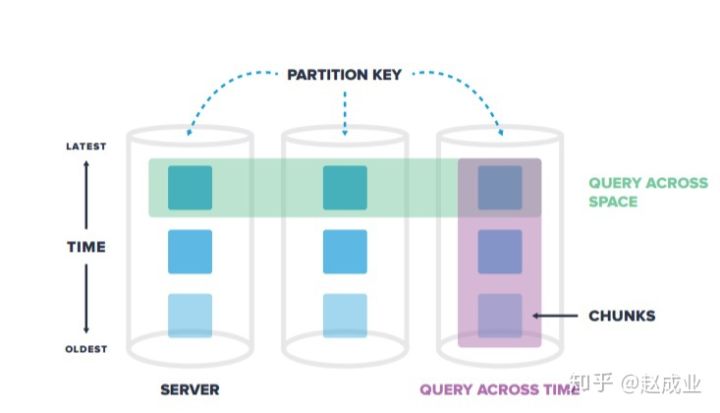 PARTITION KEY
LATEST
QUERY ACROSS
SPACE
TIME
CHUNKS
OLDEST
SERVER
QUERY ACROSS TIME
知乎 @赵成业